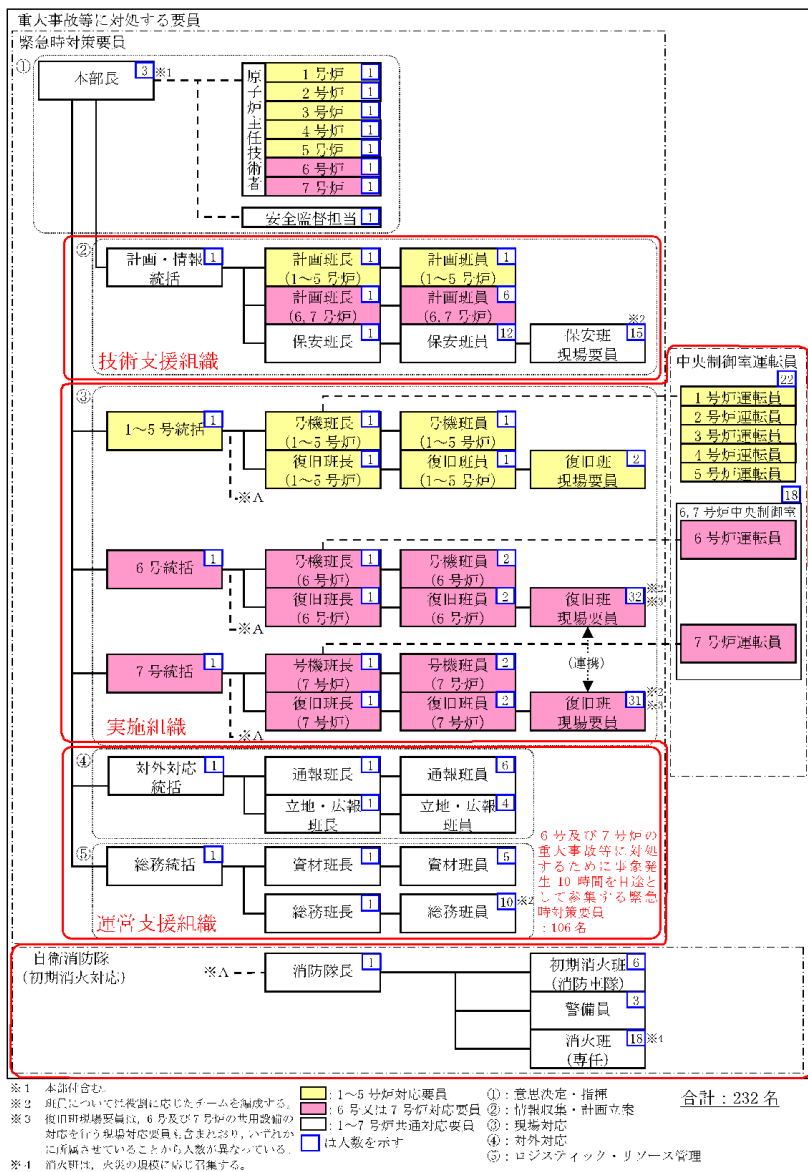 重大事故等に対処する要員
緊急時対策要員
①
本部長 3 ※1
原子炉主任技術者
1号炉 1
2号炉 1
3号炉 1
4号炉 1
5号炉 1
6号炉 1
7号炉 1
安全監督担当 1
②
計画・情報 1
統括
計画班長 1
(1～5号炉)
計画班員 1
(1～5号炉)
計画班長 1
(6,7号炉)
計画班員 6
(6,7号炉)
保安班長 1
保安班員 12
※2
保安班 15
現場要員
技術支援組織
中央制御室運転員
22
1号炉運転員
2号炉運転員
3号炉運転員
4号炉運転員
5号炉運転員
18
6,7号炉中央制御室
6号炉運転員
7号炉運転員
③
1～5号統括 1
号機班長 1
(1～5号炉)
号機班員 1
(1～5号炉)
復旧班長 1
(1～5号炉)
復旧班員 1
(1～5号炉)
復旧班 2
現場要員
※A
6号統括 1
号機班長 1
(6号炉)
号機班員 2
(6号炉)
復旧班長 1
(6号炉)
復旧班員 2
(6号炉)
復旧班 32
現場要員
※2
※3
※A
(連携)
7号統括 1
号機班長 1
(7号炉)
号機班員 2
(7号炉)
復旧班長 1
(7号炉)
復旧班員 2
(7号炉)
復旧班 31
現場要員
※2
※3
※A
実施組織
④
対外対応 1
統括
通報班長 1
通報班員 6
立地・広報 1
班長
立地・広報 4
班員
⑤
総務統括 1
資材班長 1
資材班員 5
総務班長 1
総務班員 10 ※2
運営支援組織
6号及び7号炉の
重大事故等に対処
するために事象発
生10時間を目途と
して参集する緊急
時対策要員
:106名
自衛消防隊
(初期消火対応)
※A
消防隊長 1
初期消火班 6
(消防車隊)
警備員 3
消火班 18 ※4
(専任)
※1 本部付含む。
※2 班員については役割に応じたチームを編成する。
※3 復旧班現場要員は，6号及び7号炉の共用設備の
対応を行う現場対応要員も含まれおり，いずれか
に所属させていることから人数が異なっている。
※4 消火班は，火災の規模に応じ召集する。
:1～5号炉対応要員
:6号又は7号炉対応要員
:1～7号炉共通対応要員
は人数を示す
①:意思決定・指揮
②:情報収集・計画立案
③:現場対応
④:対外対応
⑤:ロジスティック・リソース管理
合計:232名